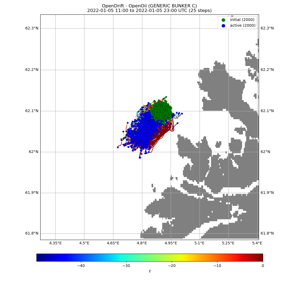 OpenDrift - OpenOil (GENERIC BUNKER C)
2022-01-05 11:00 to 2022-01-05 23:00 UTC (25 steps)
initial (2000)
active (2000)
62.3°N 62.3°N
62.2°N 62.2°N
62.1°N 62.1°N
62°N 62°N
61.9°N 61.9°N
61.8°N 61.8°N
4.35°E 4.5°E 4.65°E 4.8°E 4.95°E 5.1°E 5.25°E 5.4°E
−40 −30 −20 −10 0